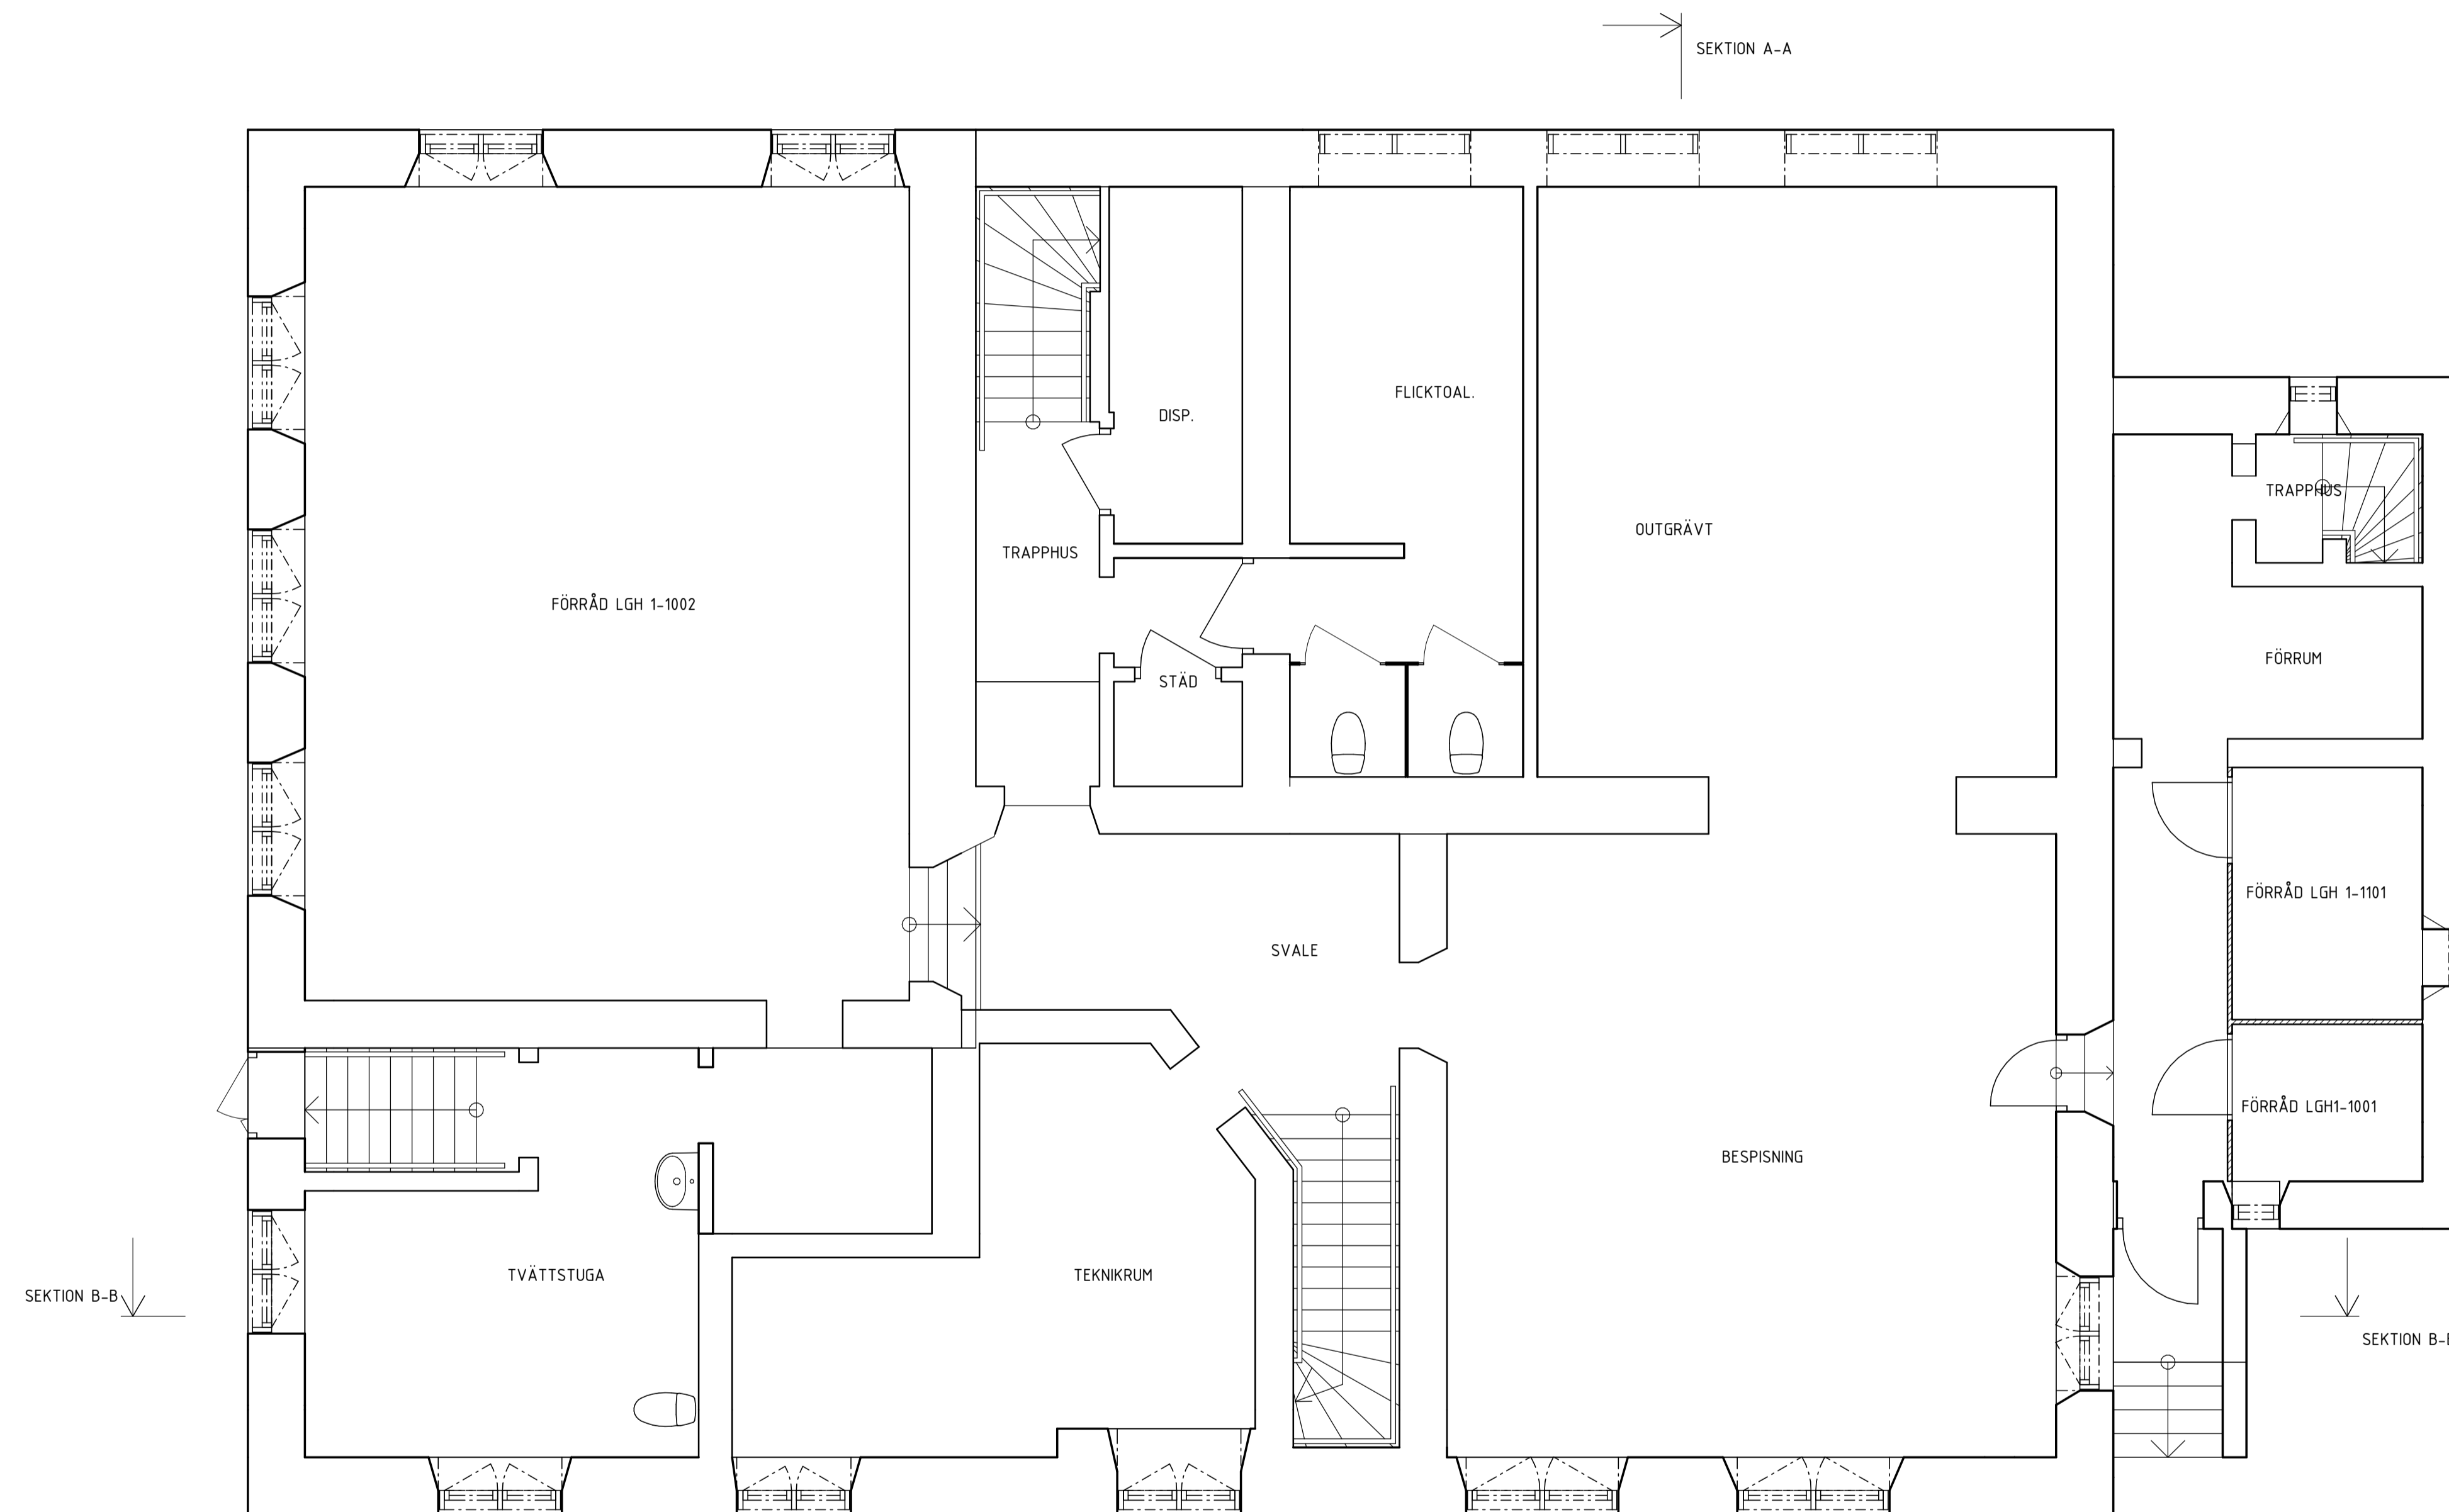 SEKTION A-A
FLICKTOAL.
DISP.
TRAPPHUS
OUTGRÄVT
TRAPPHUS
FÖRRÅD LGH 1-1002
FÖRRUM
STÄD
FÖRRÅD LGH 1-1101
SVALE
FÖRRÅD LGH1-1001
BESPISNING
TVÄTTSTUGA
TEKNIKRUM
SEKTION B-B
SEKTION B-